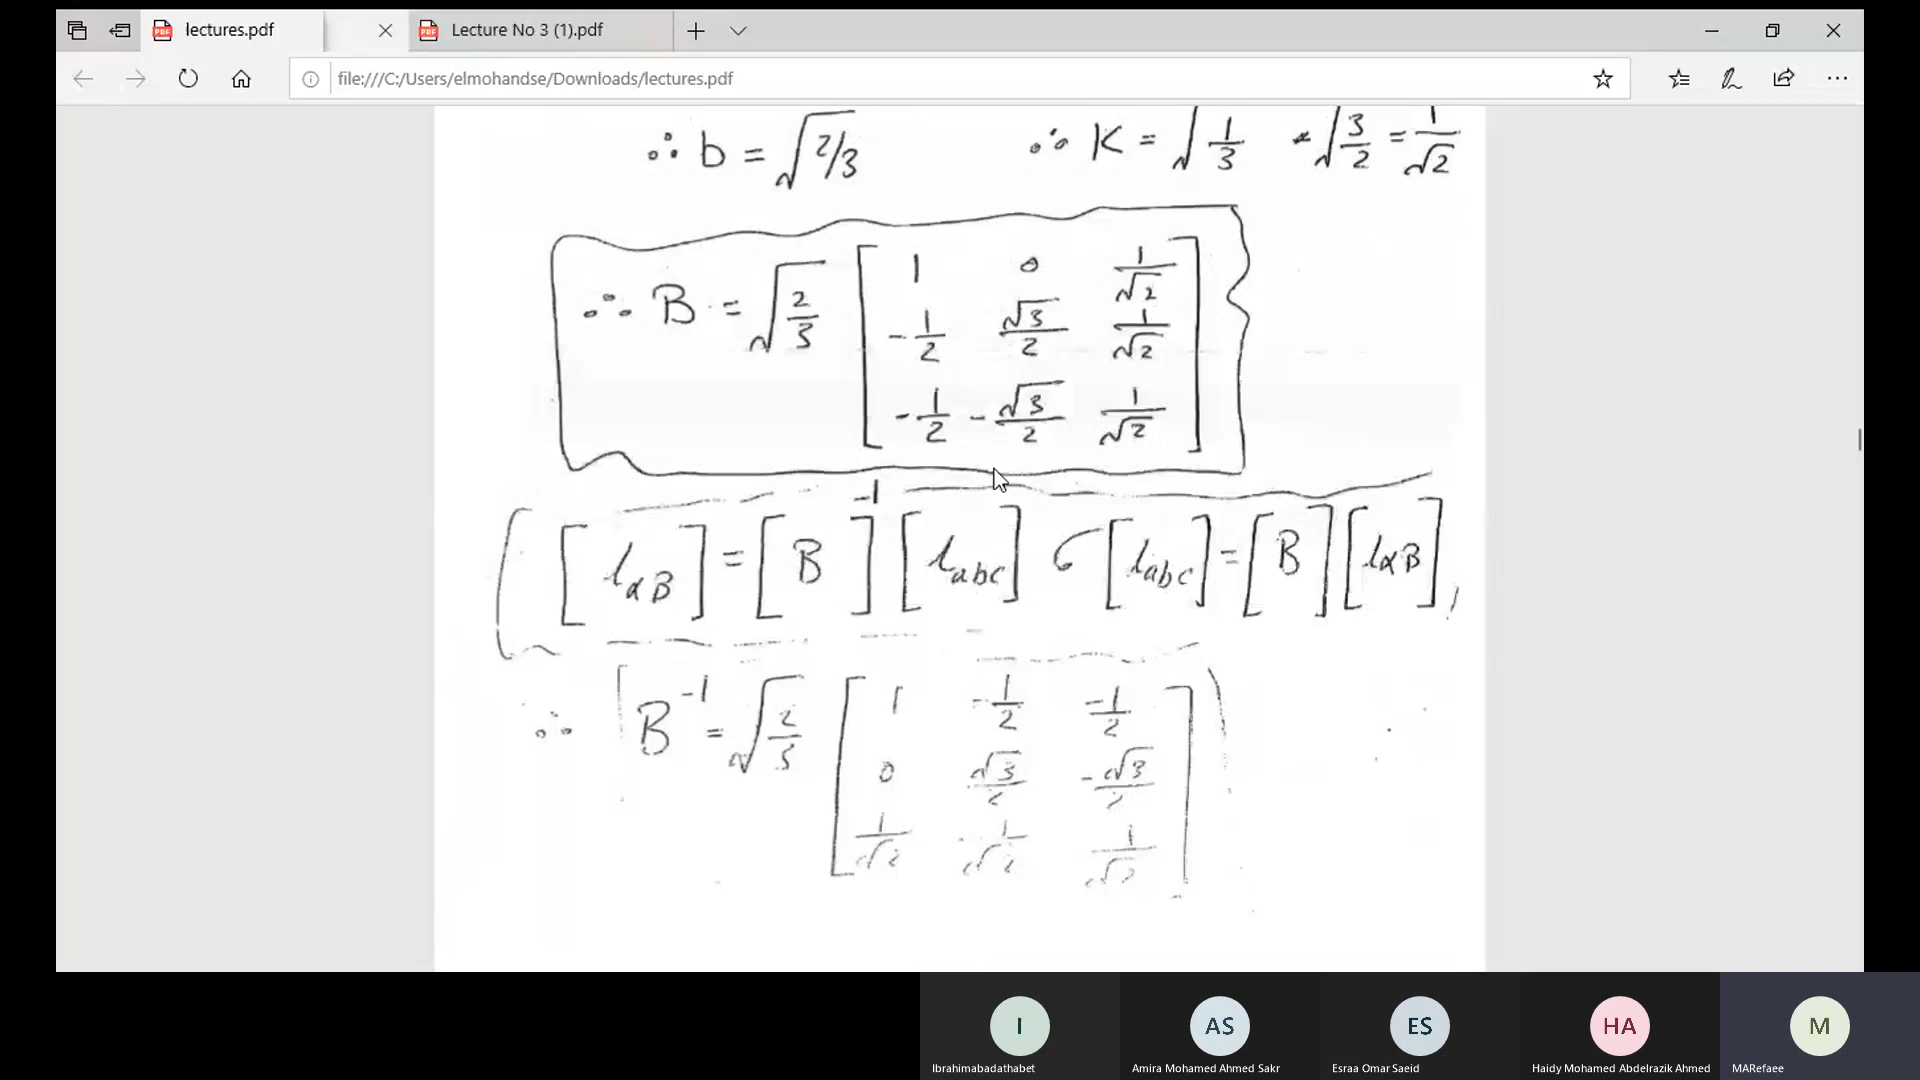 lectures.pdf
Lecture No 3 (1).pdf
file:///C:/Users/elmohandse/Downloads/lectures.pdf
∴ b = √2/3 ∴ K = √1/3 * √3/2 = 1/√2
∴ B = √2/3 [ 1 0 1/√2
-1/2 √3/2 1/√2
-1/2 -√3/2 1/√2 ]
[iαB] = [B]^-1 [iabc] , [iabc] = [B] [iαB],
∴ B^-1 = √2/3 [ 1 -1/2 -1/2
0 √3/2 -√3/2
1/√2 1/√2 1/√2 ]
I
AS
ES
HA
M
Ibrahimabadathabet
Amira Mohamed Ahmed Sakr
Esraa Omar Saeid
Haidy Mohamed Abdelrazik Ahmed
MARefaee